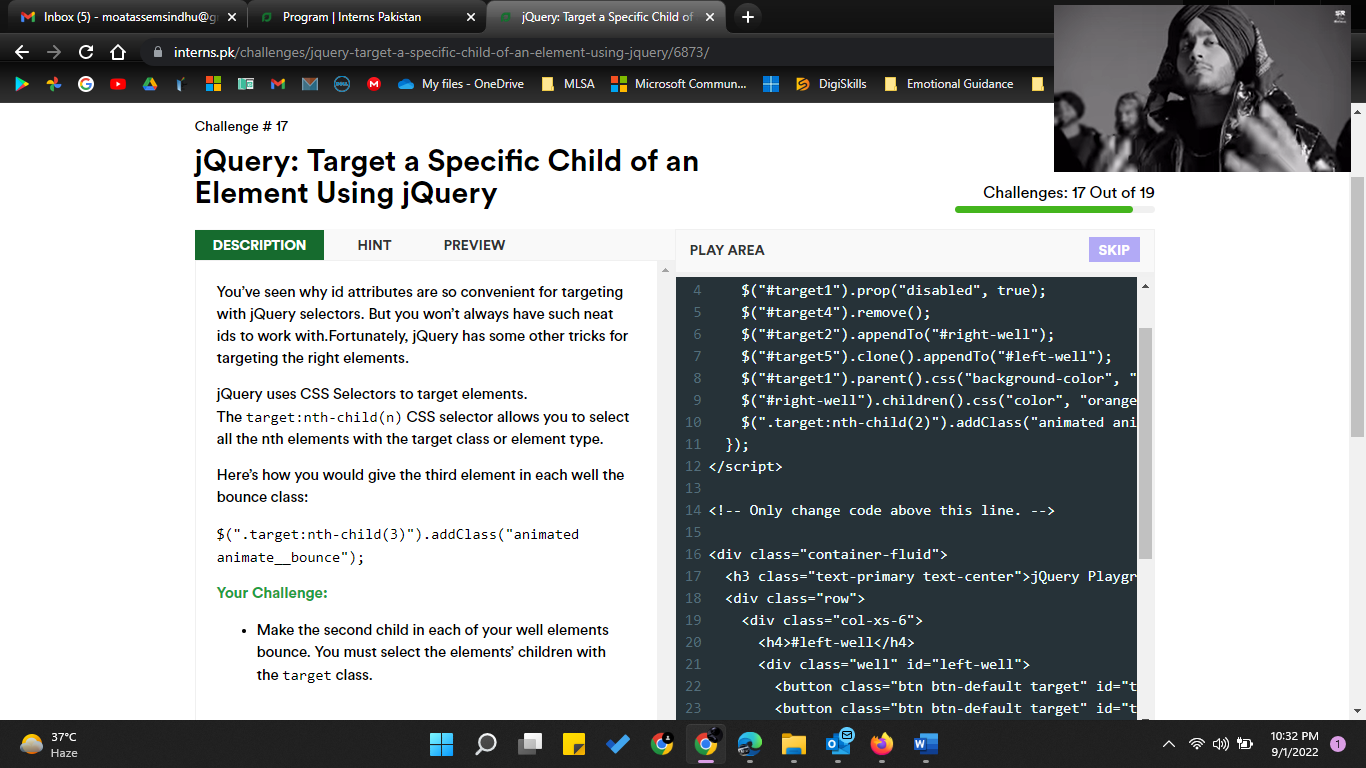 Inbox (5) - moatassemsindhu@g
Program | Interns Pakistan
jQuery: Target a Specific Child of
interns.pk/challenges/jquery-target-a-specific-child-of-an-element-using-jquery/6873/
My files - OneDrive
MLSA
Microsoft Commun...
DigiSkills
Emotional Guidance
Challenge # 17
jQuery: Target a Specific Child of an
Element Using jQuery
Challenges: 17 Out of 19
DESCRIPTION
HINT
PREVIEW
You’ve seen why id attributes are so convenient for targeting
with jQuery selectors. But you won’t always have such neat
ids to work with.Fortunately, jQuery has some other tricks for
targeting the right elements.
jQuery uses CSS Selectors to target elements.
The target:nth-child(n) CSS selector allows you to select
all the nth elements with the target class or element type.
Here’s how you would give the third element in each well the
bounce class:
$(".target:nth-child(3)").addClass("animated
animate__bounce");
Your Challenge:
• Make the second child in each of your well elements
bounce. You must select the elements’ children with
the target class.
PLAY AREA
SKIP
4 $("#target1").prop("disabled", true);
5 $("#target4").remove();
6 $("#target2").appendTo("#right-well");
7 $("#target5").clone().appendTo("#left-well");
8 $("#target1").parent().css("background-color", "
9 $("#right-well").children().css("color", "orange
10 $(".target:nth-child(2)").addClass("animated ani
11 });
12 </script>
13
14 <!-- Only change code above this line. -->
15
16 <div class="container-fluid">
17 <h3 class="text-primary text-center">jQuery Playgr
18 <div class="row">
19 <div class="col-xs-6">
20 <h4>#left-well</h4>
21 <div class="well" id="left-well">
22 <button class="btn btn-default target" id="t
23 <button class="btn btn-default target" id="t
37°C
Haze
10:32 PM
9/1/2022
1